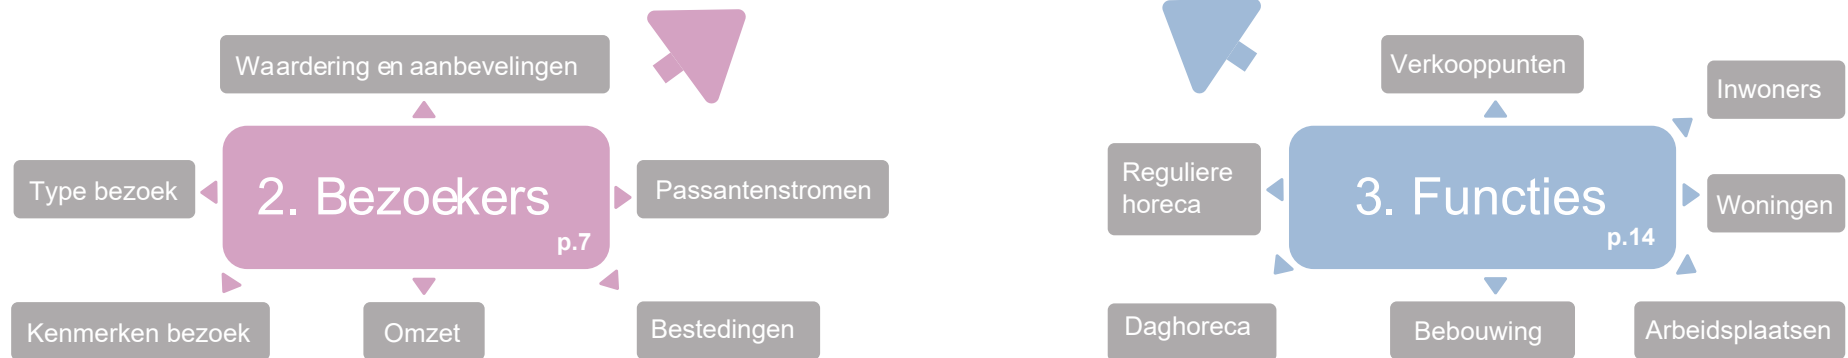 Waardering en aanbevelingen
Type bezoek
2. Bezoekers
p.7
Passantenstromen
Kenmerken bezoek
Omzet
Bestedingen
Verkooppunten
Inwoners
Reguliere
horeca
3. Functies
p.14
Woningen
Daghoreca
Bebouwing
Arbeidsplaatsen